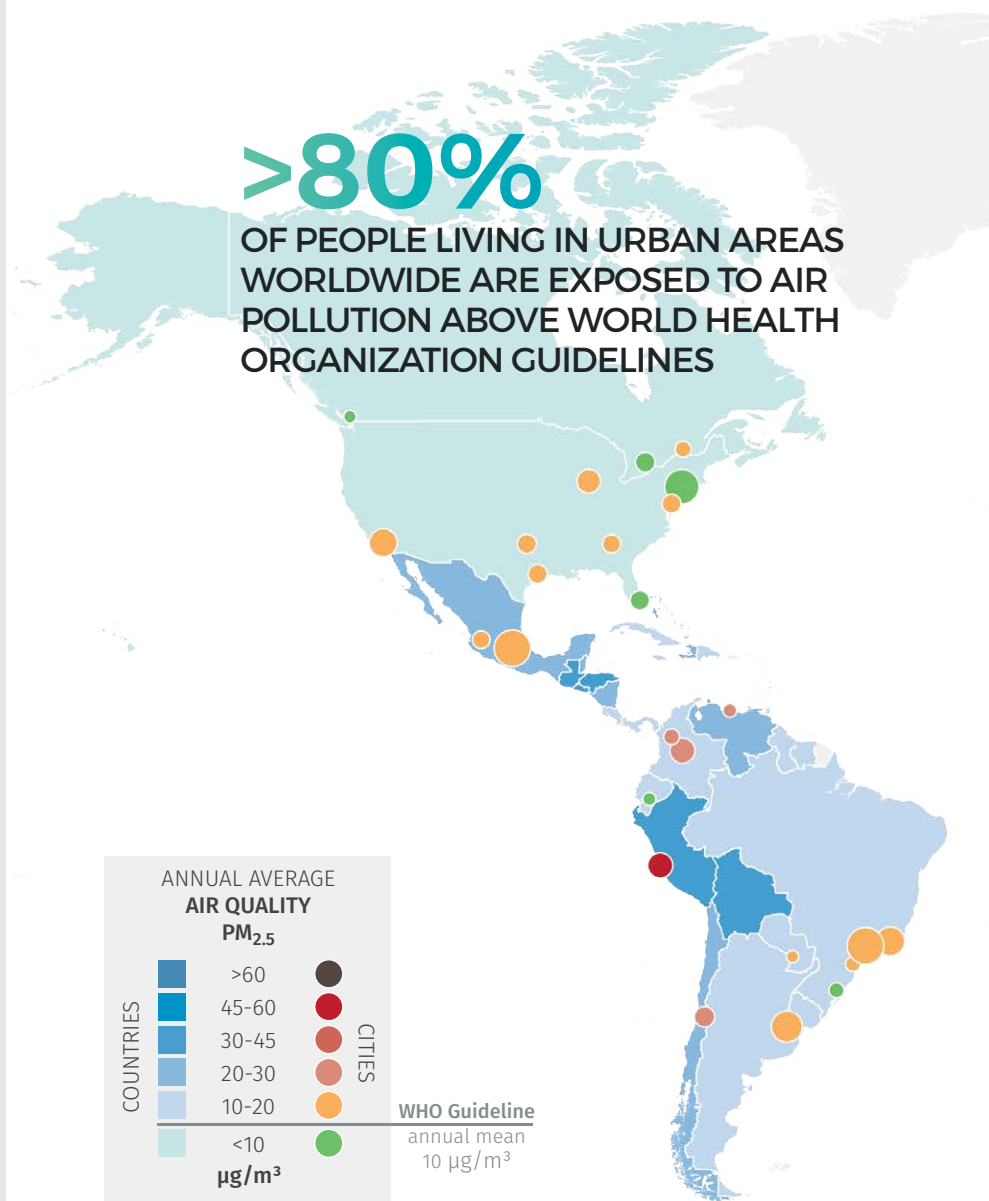 >80%
OF PEOPLE LIVING IN URBAN AREAS
WORLDWIDE ARE EXPOSED TO AIR
POLLUTION ABOVE WORLD HEALTH
ORGANIZATION GUIDELINES
ANNUAL AVERAGE
AIR QUALITY
PM₂.₅
COUNTRIES
>60
45-60
30-45
20-30
10-20
<10
µg/m³
CITIES
WHO Guideline
annual mean
10 µg/m³